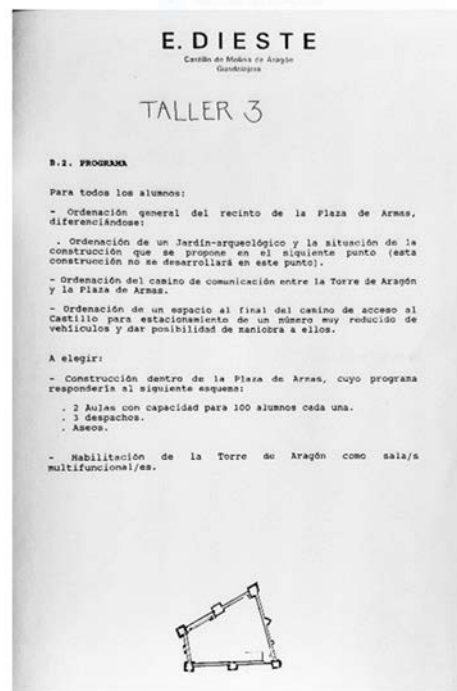 E. DIESTE
Castillo de Molina de Aragón
Guadalajara
TALLER 3
B.2. PROGRAMA
Para todos los alumnos:
- Ordenación general del recinto de la Plaza de Armas,
diferenciándose:
. Ordenación de un Jardín-arqueológico y la situación de la
construcción que se propone en el siguiente punto (esta
construcción no se desarrollará en este punto).
- Ordenación del camino de comunicación entre la Torre de Aragón
y la Plaza de Armas.
- Ordenación de un espacio al final del camino de acceso al
Castillo para estacionamiento de un número muy reducido de
vehíiculos y dar posibilidad de maniobra a ellos.
A elegir:
- Construcción dentro de la Plaza de Armas, cuyo programa
respondería al siguiente esquema:
. 2 Aulas con capacidad para 100 alumnos cada una.
. 3 despachos.
. Aseos.
- Habilitación de la Torre de Aragón como sala/s
multifuncional/es.